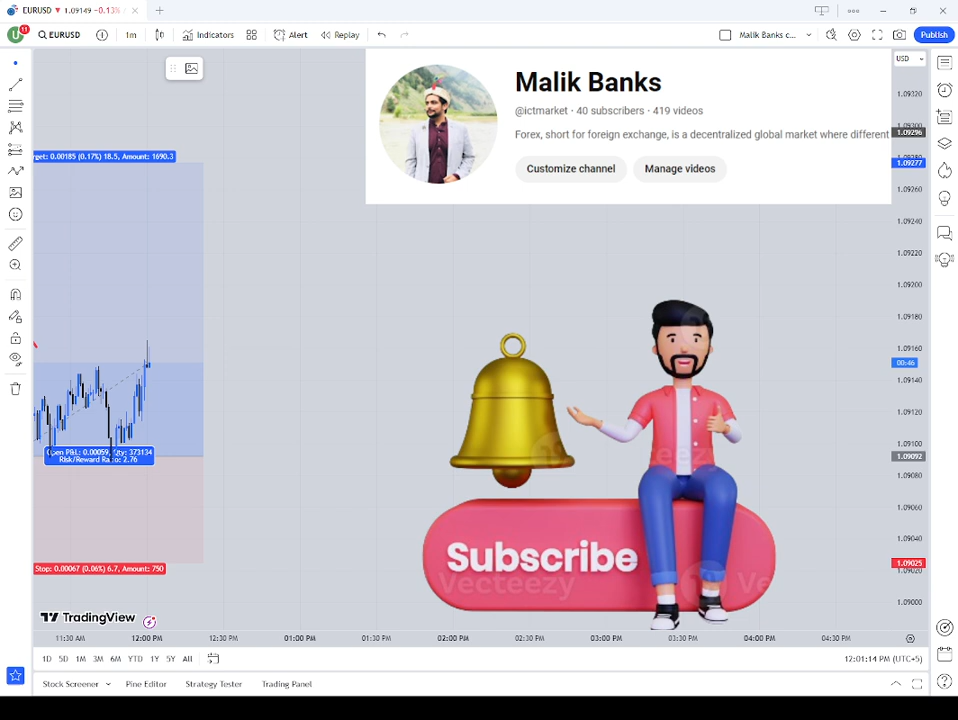 EURUSD ▼ 1.09149 −0.13%
U 11 EURUSD 1m Indicators Alert Replay Malik Banks c... Publish
USD
Malik Banks
@ictmarket · 40 subscribers · 419 videos
Forex, short for foreign exchange, is a decentralized global market where different
Customize channel Manage videos
rget: 0.00185 (0.17%) 18.5, Amount: 1690.3
1.09320
1.09296
1.09277
1.09260
1.09240
1.09220
1.09200
1.09180
1.09160
00:46
1.09140
1.09120
1.09100
1.09092
1.09080
1.09060
1.09040
1.09025
1.09020
1.09000
Open P&L: 0.00059, Qty: 373134
Risk/Reward Ratio: 2.76
Stop: 0.00067 (0.06%) 6.7, Amount: 750
Subscribe
Vecteezy
TradingView
11:30 AM 12:00 PM 12:30 PM 01:00 PM 01:30 PM 02:00 PM 02:30 PM 03:00 PM 03:30 PM 04:00 PM 04:30 PM
1D 5D 1M 3M 6M YTD 1Y 5Y All 12:01:14 PM (UTC+5)
Stock Screener Pine Editor Strategy Tester Trading Panel